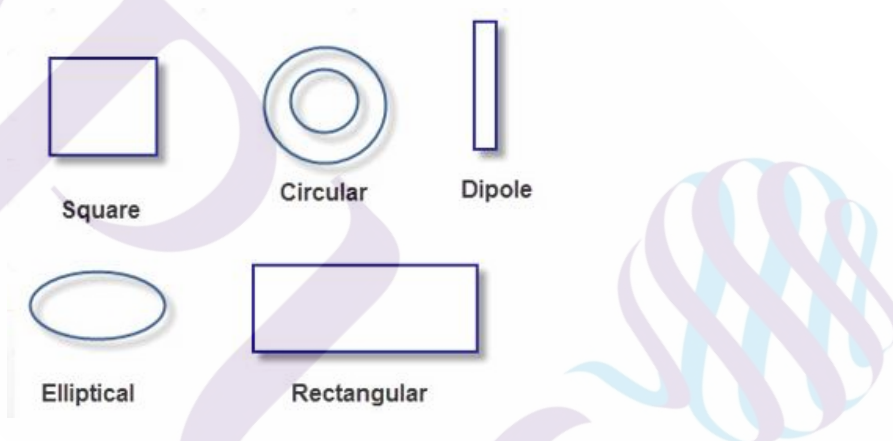 Square
Circular
Dipole
Elliptical
Rectangular